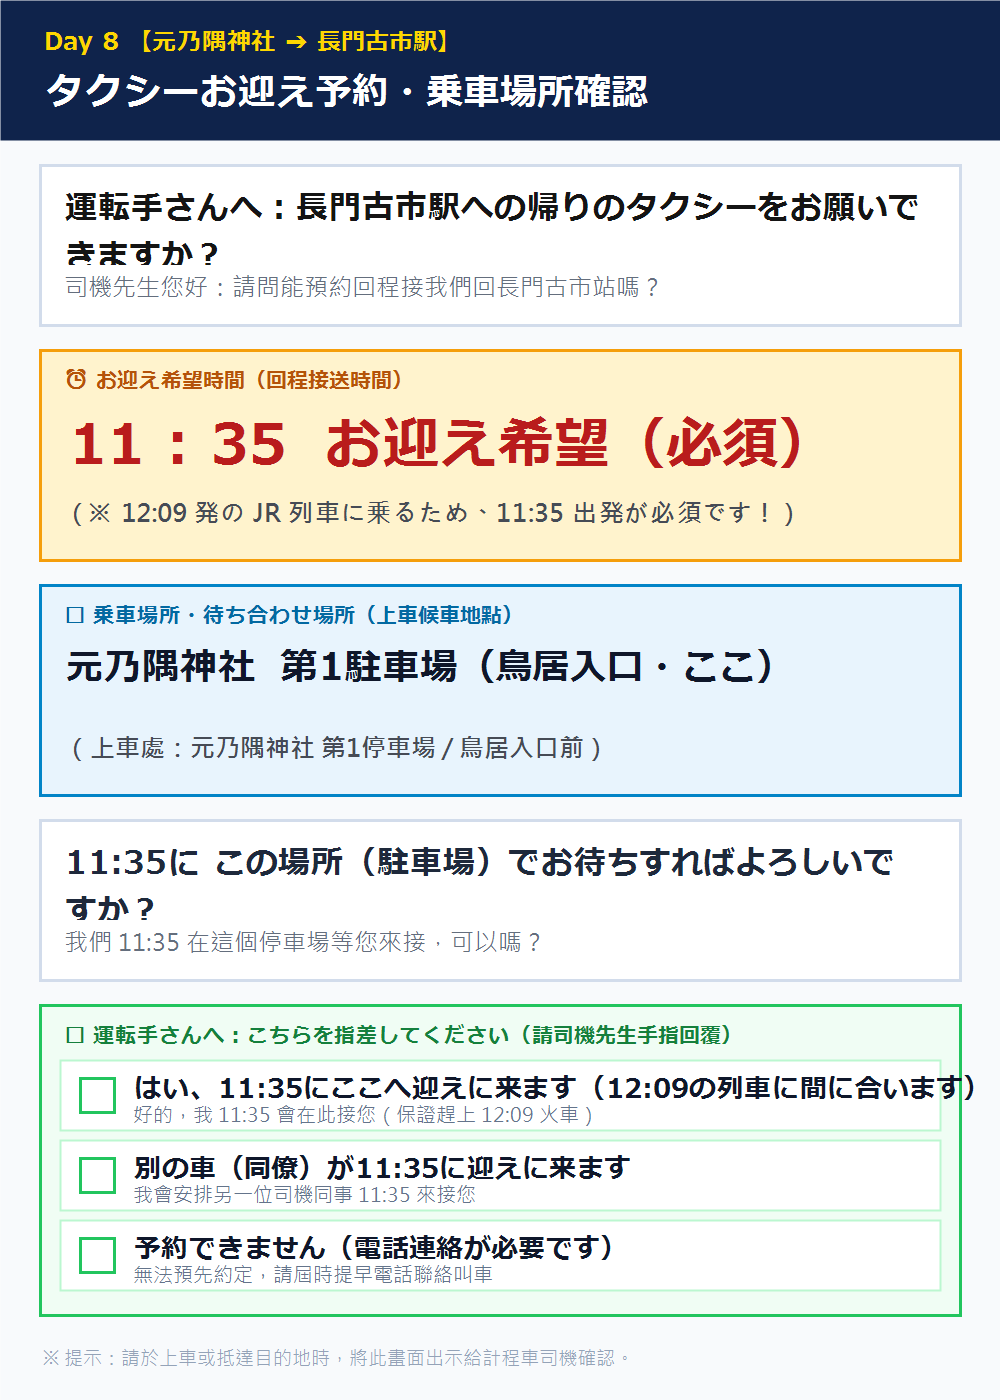 Day 8 【元乃隅神社 → 長門古市駅】
タクシーお迎え予約・乗車場所確認
運転手さんへ：長門古市駅への帰りのタクシーをお願いで
きますか？
司機先生您好：請問能預約回程接我們回長門古市站嗎？
⏰ お迎え希望時間（回程接送時間）
11：35 お迎え希望（必須）
（※ 12:09 発の JR 列車に乗るため、11:35 出発が必須です！）
□ 乗車場所・待ち合わせ場所（上車候車地點）
元乃隅神社 第1駐車場（鳥居入口・ここ）
（上車處：元乃隅神社 第1停車場 / 鳥居入口前）
11:35に この場所（駐車場）でお待ちすればよろしいで
すか？
我們 11:35 在這個停車場等您來接，可以嗎？
□ 運転手さんへ：こちらを指差してください（請司機先生手指回覆）
はい、11:35にここへ迎えに来ます（12:09の列車に間に合います）
好的，我 11:35 會在此接您（保證趕上 12:09 火車）
別の車（同僚）が11:35に迎えに来ます
我會安排另一位司機同事 11:35 來接您
予約できません（電話連絡が必要です）
無法預先約定，請屆時提早電話聯絡叫車
※ 提示：請於上車或抵達目的地時，將此畫面出示給計程車司機確認。